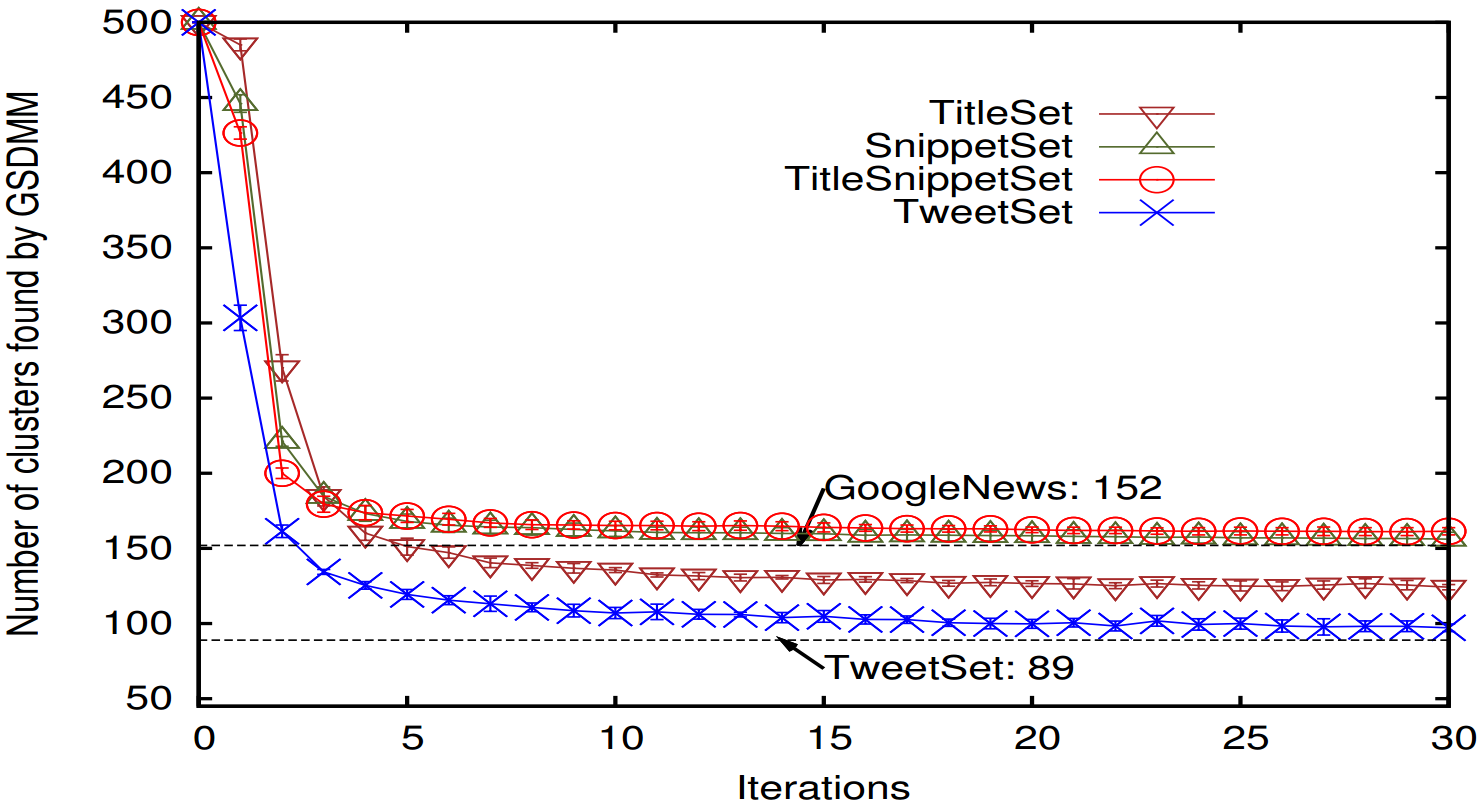 Number of clusters found by GSDMM
500
450
400
350
300
250
200
150
100
50
TitleSet
SnippetSet
TitleSnippetSet
TweetSet
GoogleNews: 152
TweetSet: 89
0 5 10 15 20 25 30
Iterations